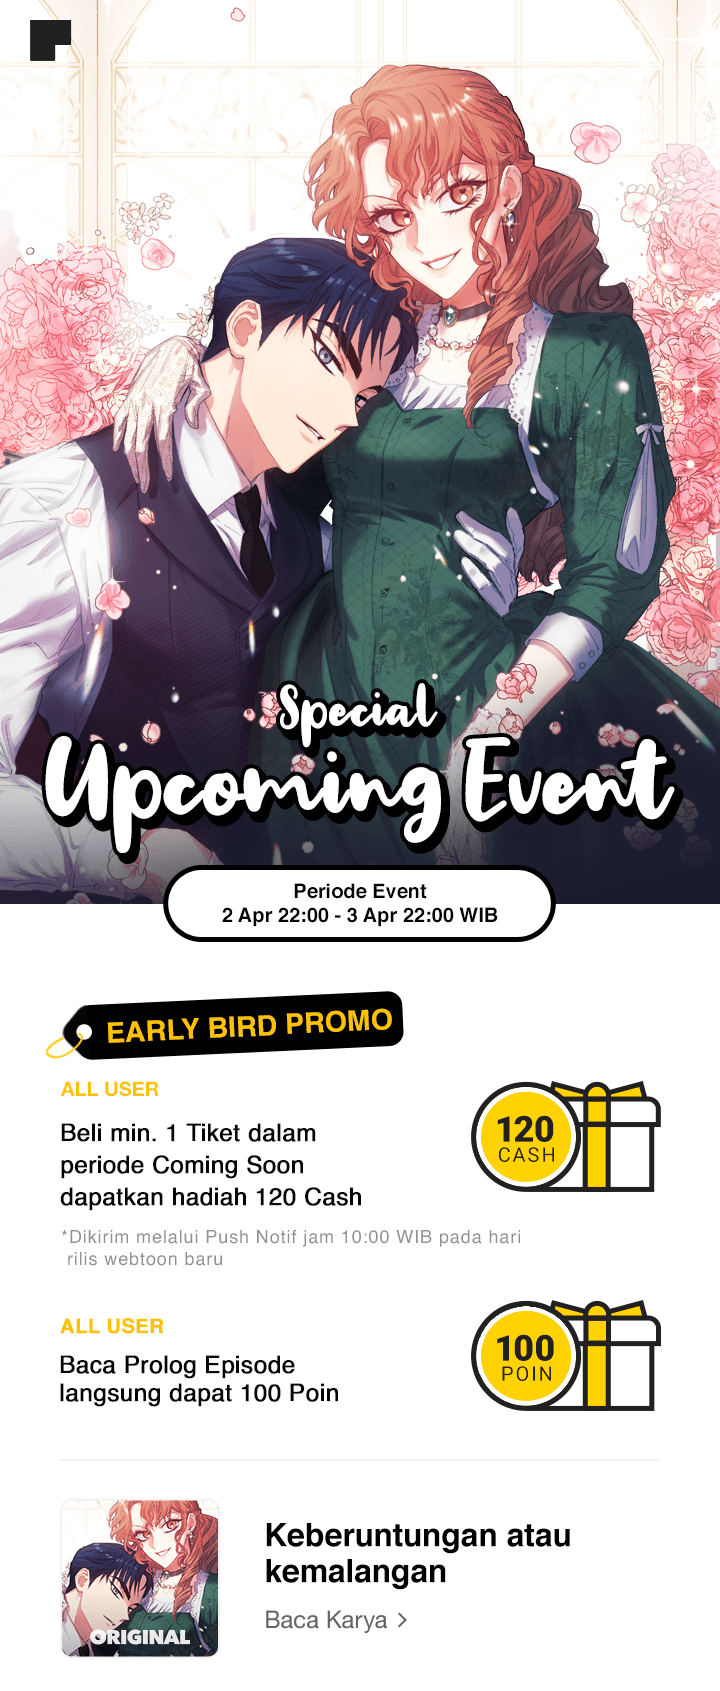 Special
Upcoming Event
Periode Event
2 Apr 22:00 - 3 Apr 22:00 WIB
EARLY BIRD PROMO
ALL USER
Beli min. 1 Tiket dalam
periode Coming Soon
dapatkan hadiah 120 Cash
120
CASH
*Dikirim melalui Push Notif jam 10:00 WIB pada hari
rilis webtoon baru
ALL USER
Baca Prolog Episode
langsung dapat 100 Poin
100
POIN
ORIGINAL
Keberuntungan atau
kemalangan
Baca Karya >